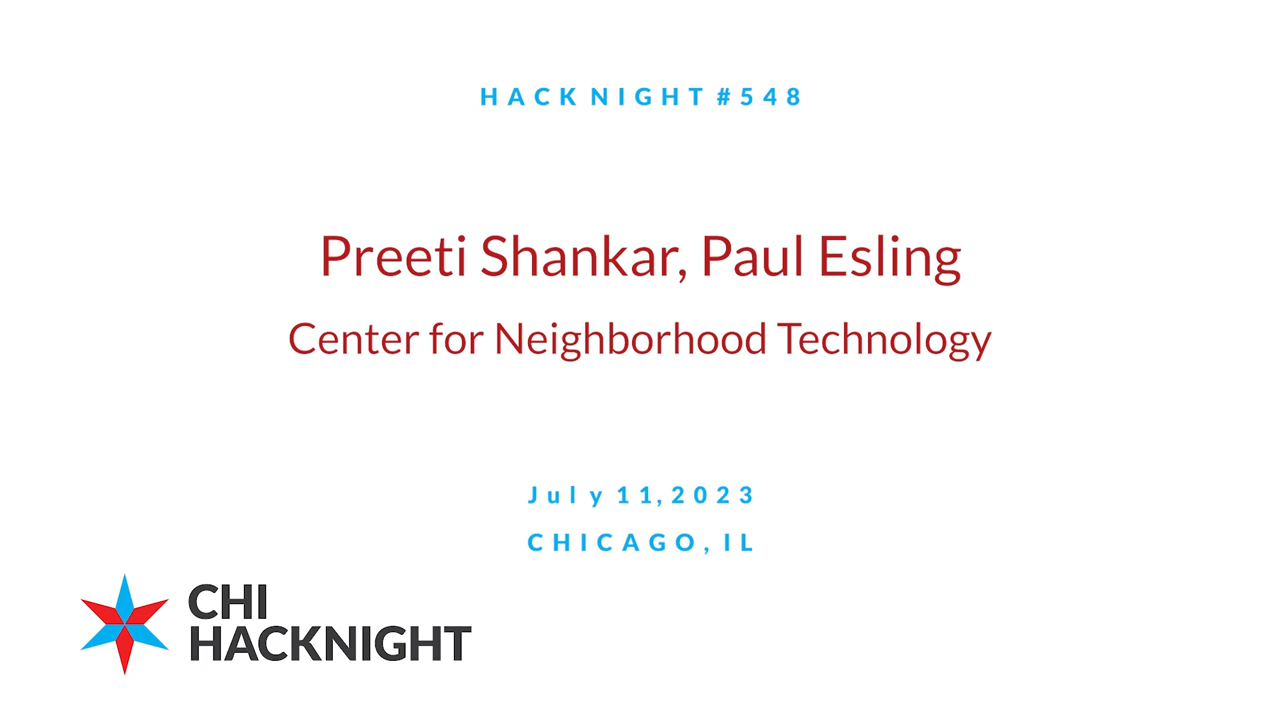 HACK NIGHT #548
Preeti Shankar, Paul Esling
Center for Neighborhood Technology
July 11, 2023
CHICAGO, IL
CHI
HACKNIGHT